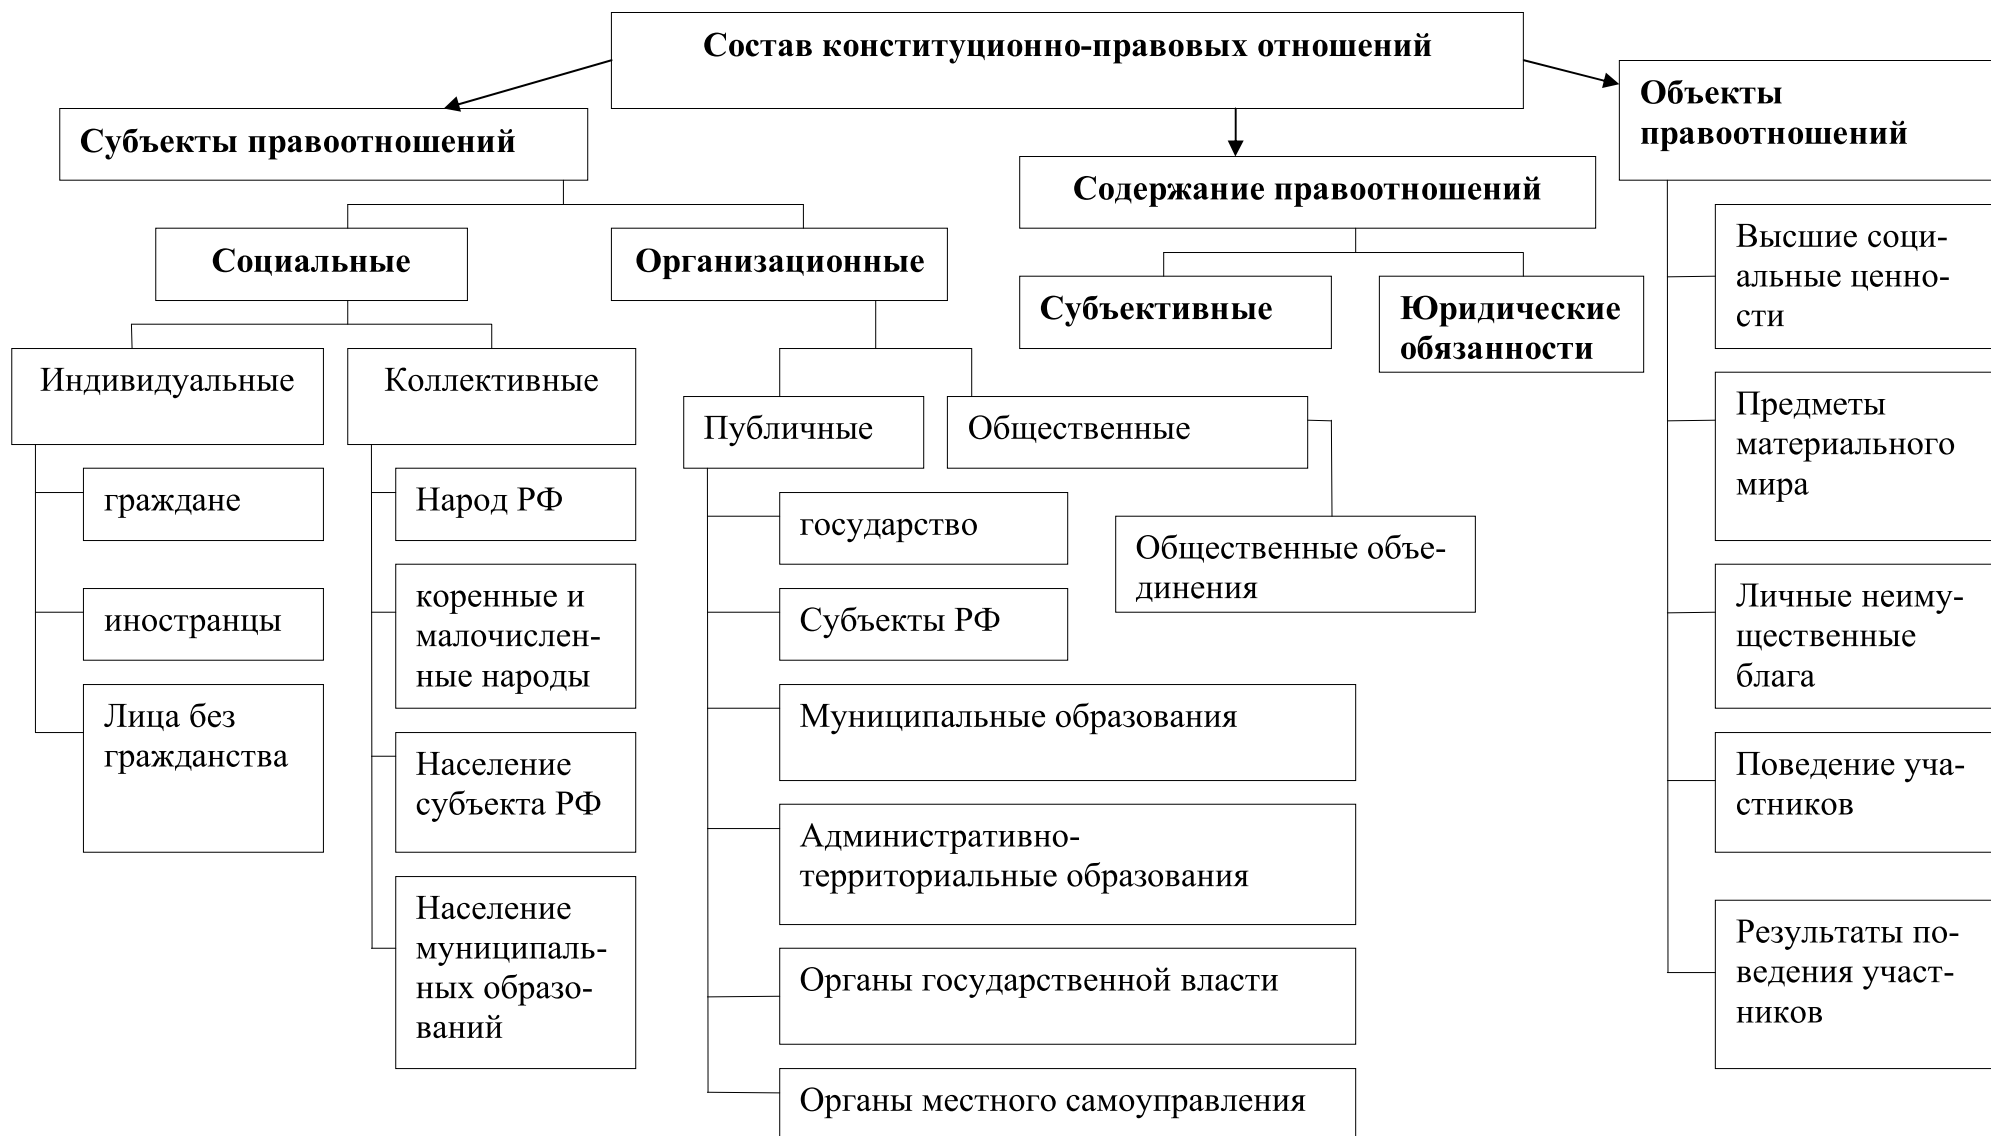 Состав конституционно-правовых отношений
Субъекты правоотношений
Социальные
Индивидуальные
граждане
иностранцы
Лица без
гражданства
Коллективные
Народ РФ
коренные и
малочислен-
ные народы
Население
субъекта РФ
Население
муниципаль-
ных образо-
ваний
Организационные
Публичные
государство
Субъекты РФ
Муниципальные образования
Административно-
территориальные образования
Органы государственной власти
Органы местного самоуправления
Общественные
Общественные объе-
динения
Содержание правоотношений
Субъективные
Юридические
обязанности
Объекты
правоотношений
Высшие соци-
альные ценно-
сти
Предметы
материального
мира
Личные неиму-
щественные
блага
Поведение уча-
стников
Результаты по-
ведения участ-
ников